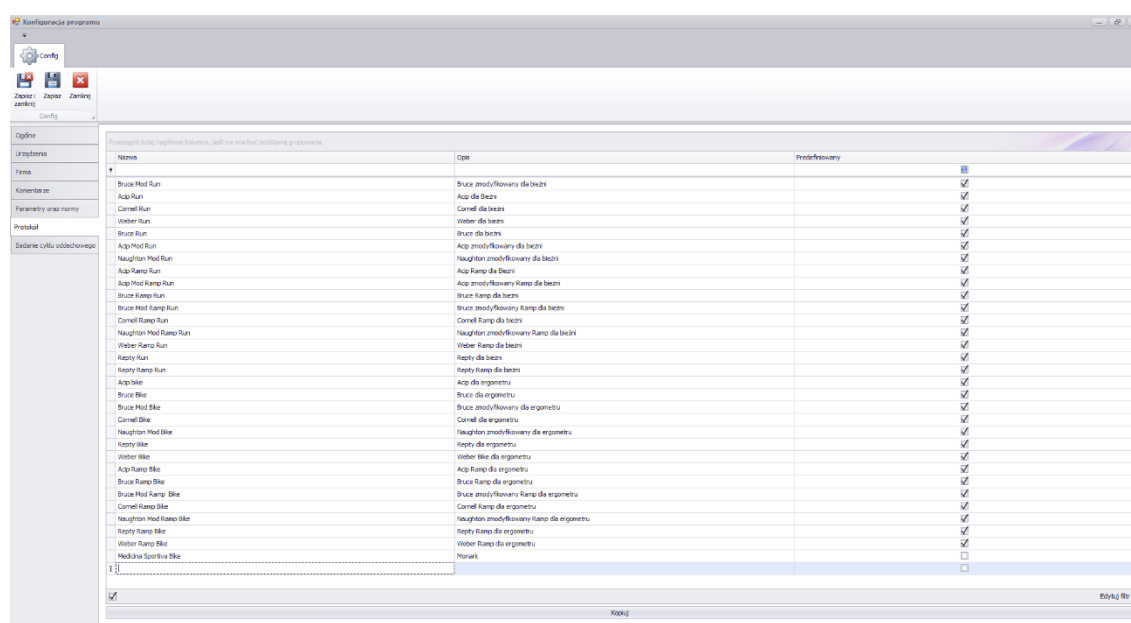 Konfiguracja programu
Config
Zapisz i zamknij
Zapisz
Zamknij
Config
Ogólne
Urządzenia
Firma
Komentarze
Parametry oraz normy
Protokół
Badanie cyklu oddechowego
Przeciągnij tutaj nagłówek kolumny, jeśli ma ona być podstawą grupowania
Nazwa Opis Predefiniowany
Bruce Mod Run Bruce zmodyfikowany dla bieżni
Acip Run Acip dla Bieżni
Cornell Run Cornell dla bieżni
Weber Run Weber dla bieżni
Bruce Run Bruce dla bieżni
Acip Mod Run Acip zmodyfikowany dla bieżni
Naughton Mod Run Naughton zmodyfikowany dla bieżni
Acip Ramp Run Acip Ramp dla Bieżni
Acip Mod Ramp Run Acip zmodyfikowany Ramp dla bieżni
Bruce Ramp Run Bruce Ramp dla bieżni
Bruce Mod Ramp Run Bruce zmodyfikowany Ramp dla bieżni
Cornell Ramp Run Cornell Ramp dla bieżni
Naughton Mod Ramp Run Naughton zmodyfikowany Ramp dla bieżni
Weber Ramp Run Weber Ramp dla bieżni
Repty Run Repty dla bieżni
Repty Ramp Run Repty Ramp dla bieżni
Acip bike Acip dla ergometru
Bruce Bike Bruce dla ergometru
Bruce Mod Bike Bruce zmodyfikowany dla ergometru
Cornell Bike Cornell dla ergometru
Naughton Mod Bike Naughton zmodyfikowany dla ergometru
Repty Bike Repty dla ergometru
Weber Bike Weber Bike dla ergometru
Acip Ramp Bike Acip Ramp dla ergometru
Bruce Ramp Bike Bruce Ramp dla ergometru
Bruce Mod Ramp Bike Bruce zmodyfikowany Ramp dla ergometru
Cornell Ramp Bike Cornell Ramp dla ergometru
Naughton Mod Ramp Bike Naughton zmodyfikowany Ramp dla ergometru
Repty Ramp Bike Repty Ramp dla ergometru
Weber Ramp Bike Weber Ramp dla ergometru
Medicina Sportiva Bike Monark
Edytuj filtr
Kopiuj